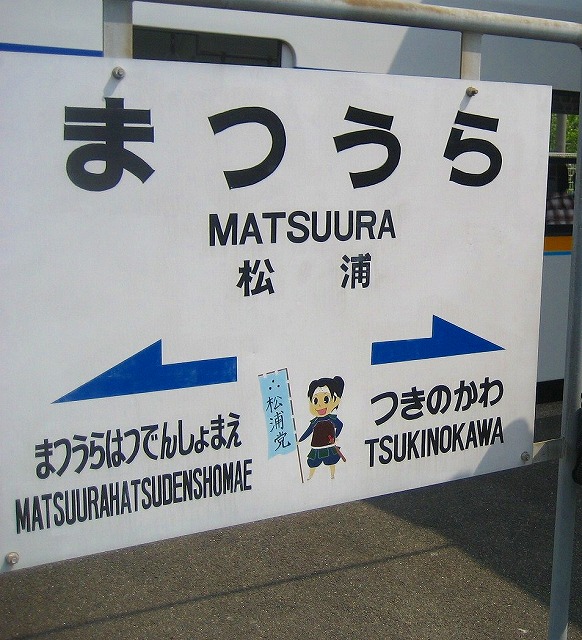 まつうら
MATSUURA
松浦
まつうらはつでんしょまえ
MATSUURAHATSUDENSHOMAE
松浦党
つきのかわ
TSUKINOKAWA